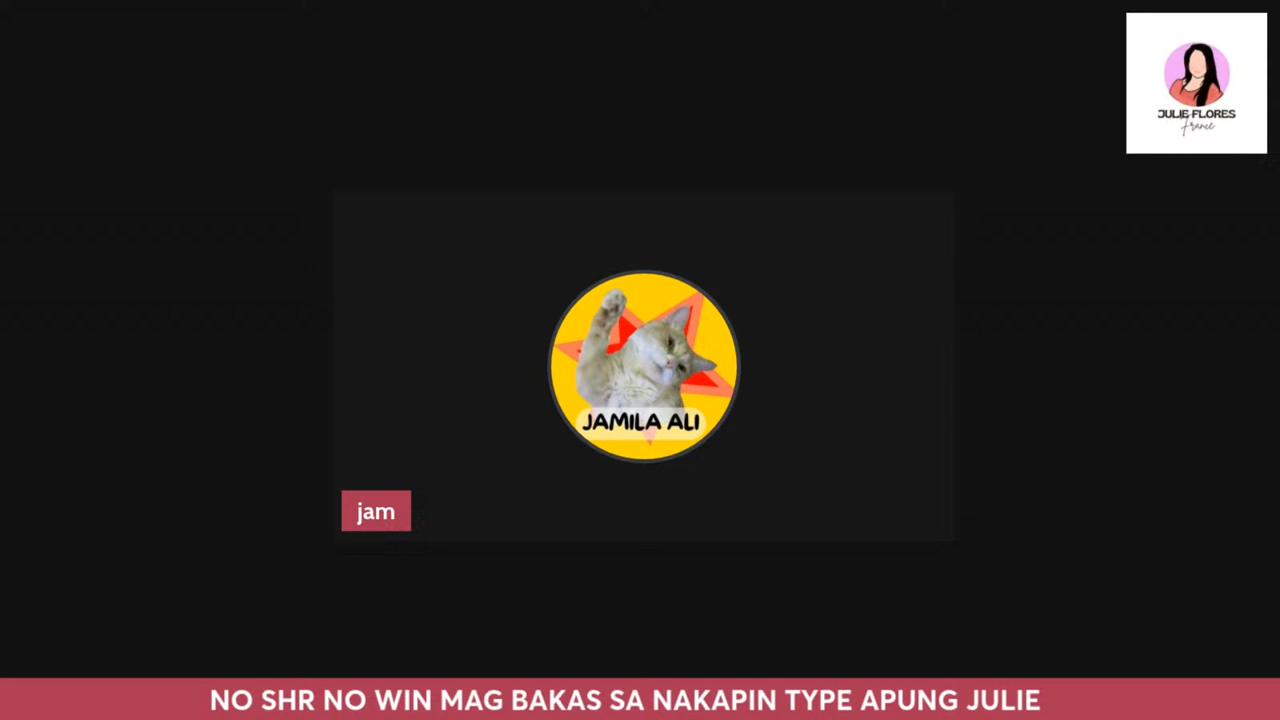 JULIE FLORES
France
JAMILA ALI
jam
NO SHR NO WIN MAG BAKAS SA NAKAPIN TYPE APUNG JULIE